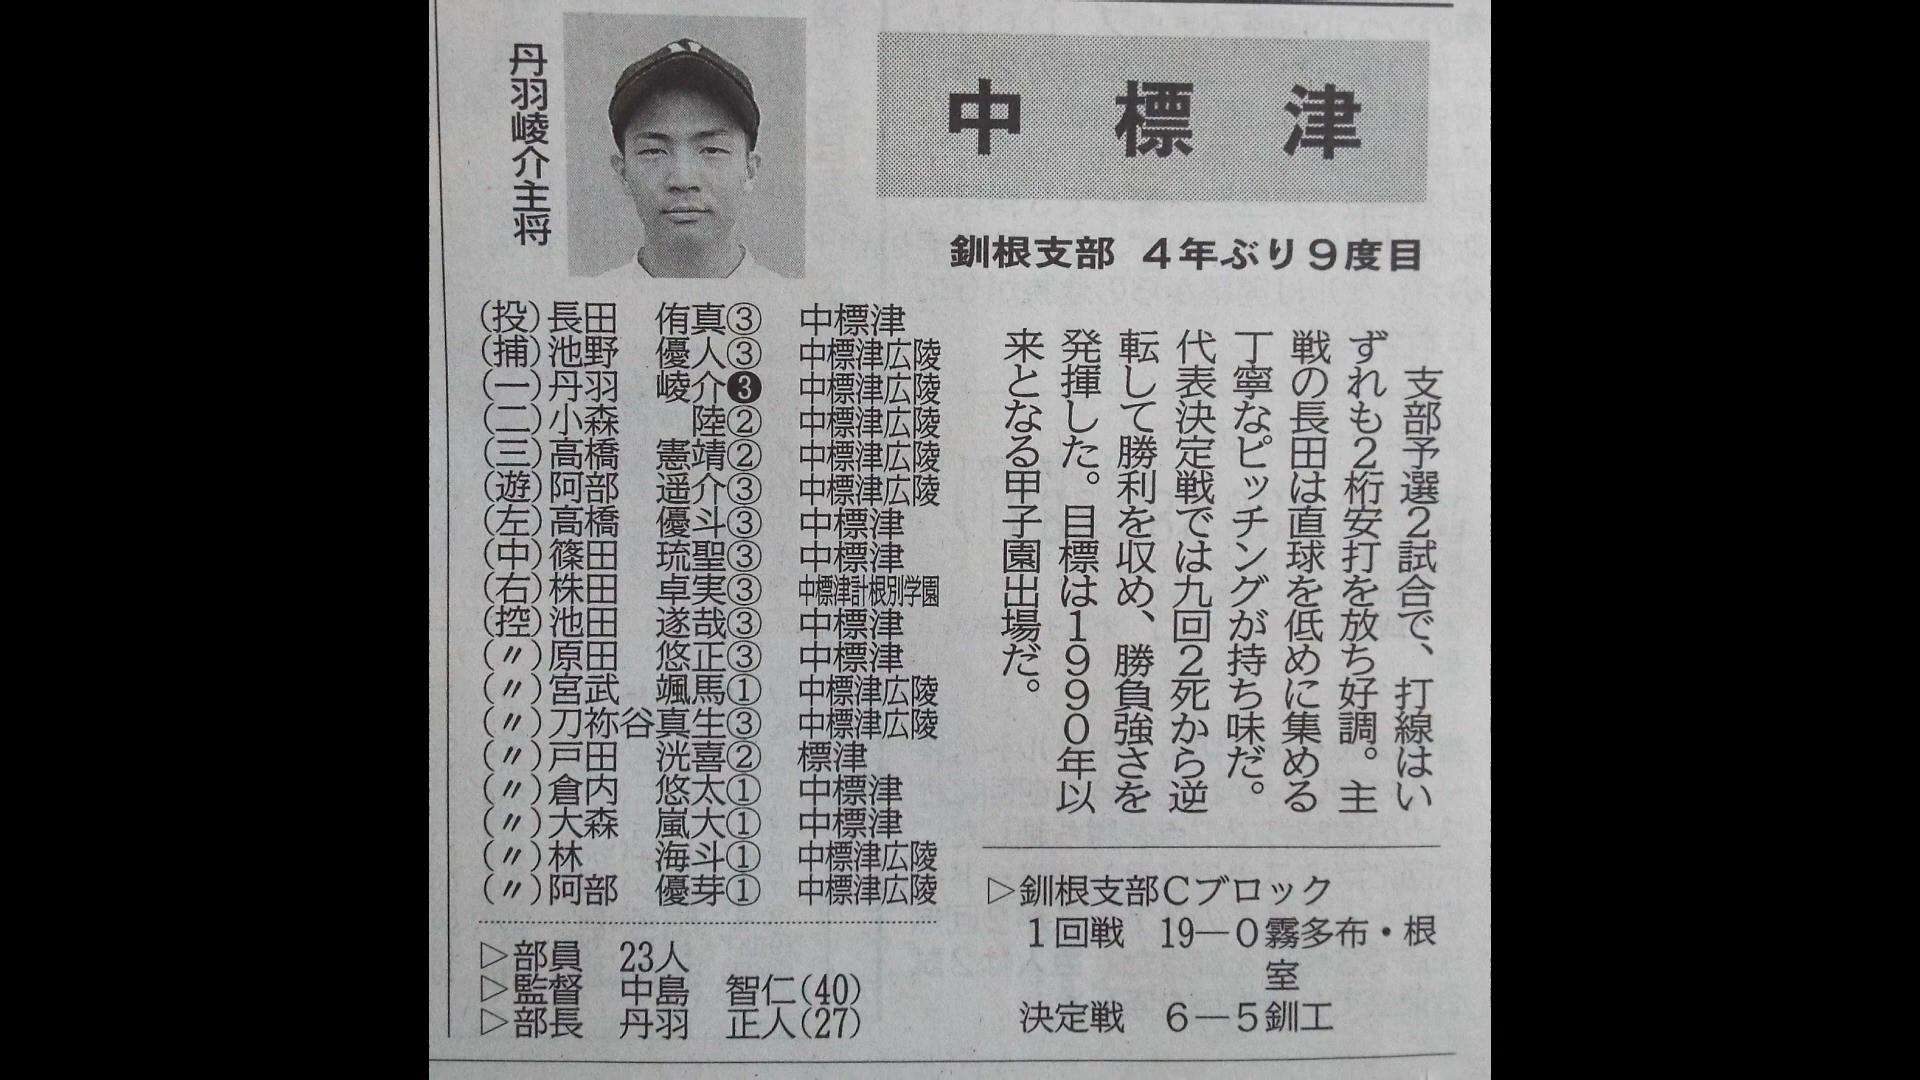 中標津
釧根支部 4年ぶり9度目
丹羽崚介主将
支部予選2試合で、打線はい
ずれも2桁安打を放ち好調。主
戦の長田は直球を低めに集める
丁寧なピッチングが持ち味だ。
代表決定戦では九回2死から逆
転して勝利を収め、勝負強さを
発揮した。目標は1990年以
来となる甲子園出場だ。
▷釧根支部Cブロック
1回戦 19―0霧多布・根
室
決定戦 6―5釧工
(投)長田 侑真③ 中標津
(捕)池野 優人③ 中標津広陵
(一)丹羽 崚介❸ 中標津広陵
(二)小森 陸② 中標津広陵
(三)高橋 憲靖② 中標津広陵
(遊)阿部 遥介③ 中標津広陵
(左)高橋 優斗③ 中標津
(中)篠田 琉聖③ 中標津
(右)株田 卓実③ 中標津計根別学園
(控)池田 遂哉③ 中標津
(〃)原田 悠正③ 中標津
(〃)宮武 颯馬① 中標津広陵
(〃)刀祢谷真生③ 中標津広陵
(〃)戸田 洸喜② 標津
(〃)倉内 悠太① 中標津
(〃)大森 嵐大① 中標津
(〃)林 海斗① 中標津広陵
(〃)阿部 優芽① 中標津広陵
▷部員 23人
▷監督 中島 智仁(40)
▷部長 丹羽 正人(27)